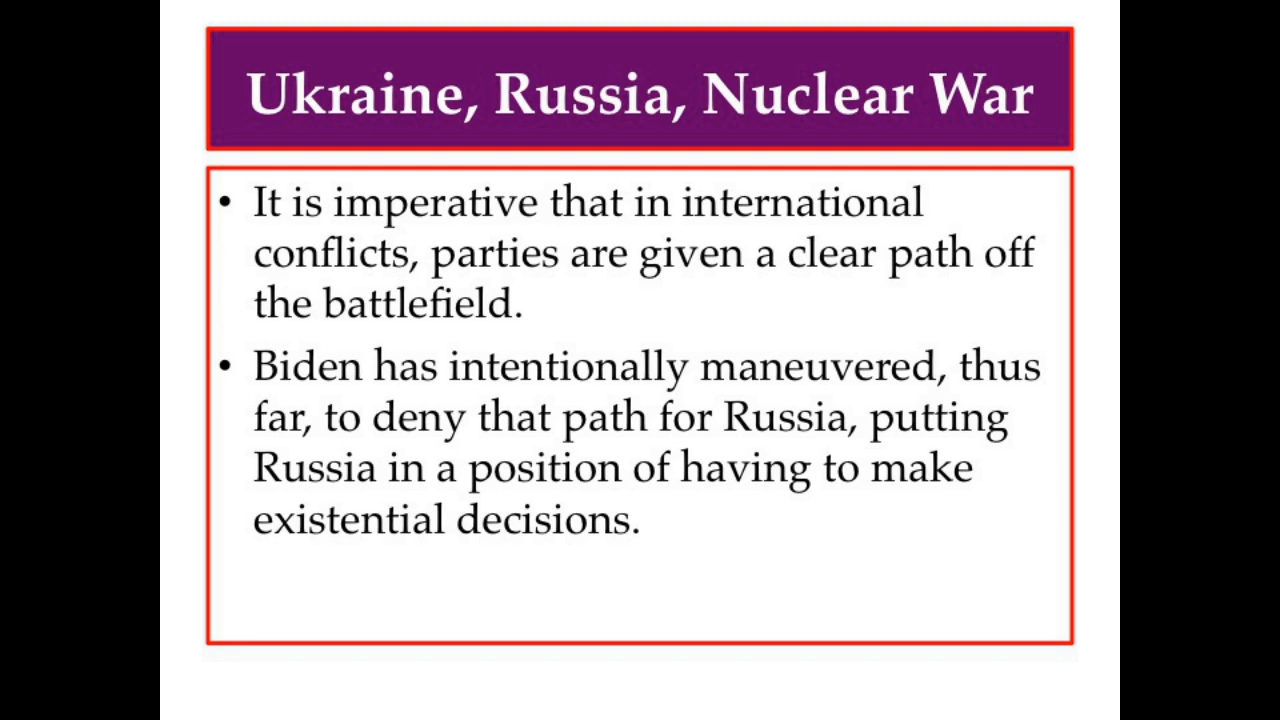 Ukraine, Russia, Nuclear War
• It is imperative that in international
conflicts, parties are given a clear path off
the battlefield.
• Biden has intentionally maneuvered, thus
far, to deny that path for Russia, putting
Russia in a position of having to make
existential decisions.